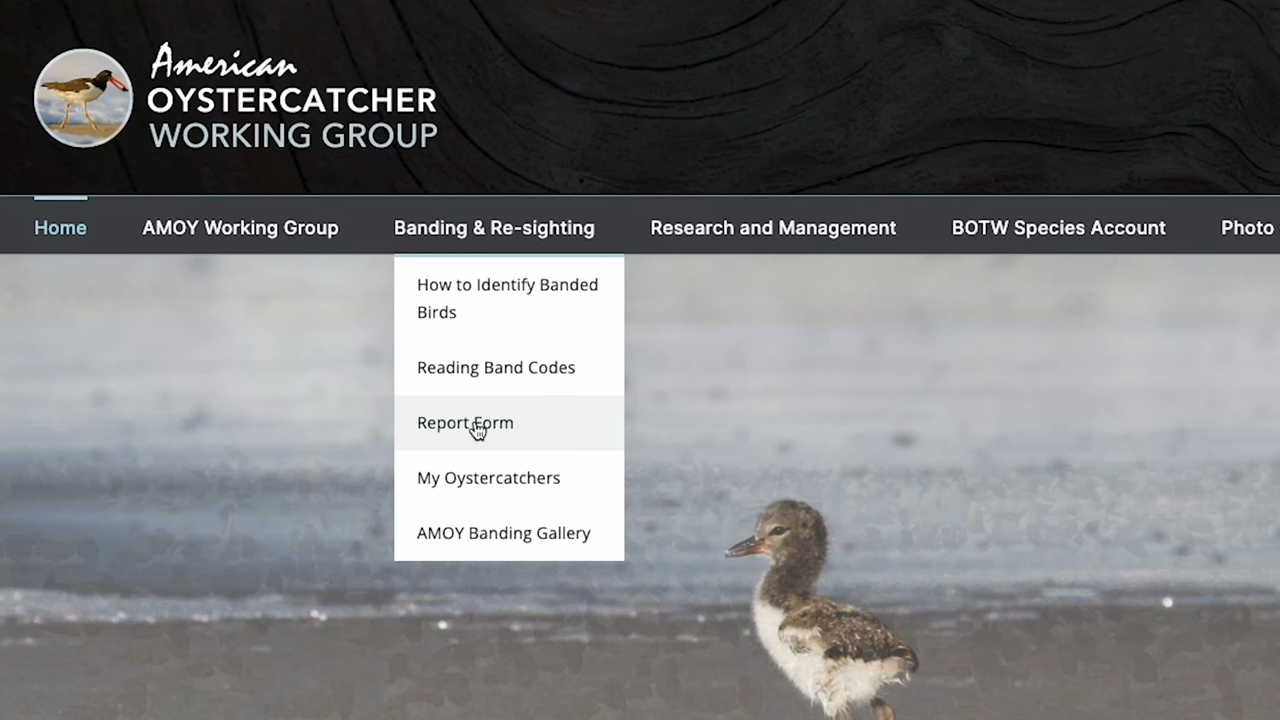 American
OYSTERCATCHER
WORKING GROUP
Home AMOY Working Group Banding & Re-sighting Research and Management BOTW Species Account Photo
How to Identify Banded
Birds
Reading Band Codes
Report Form
My Oystercatchers
AMOY Banding Gallery